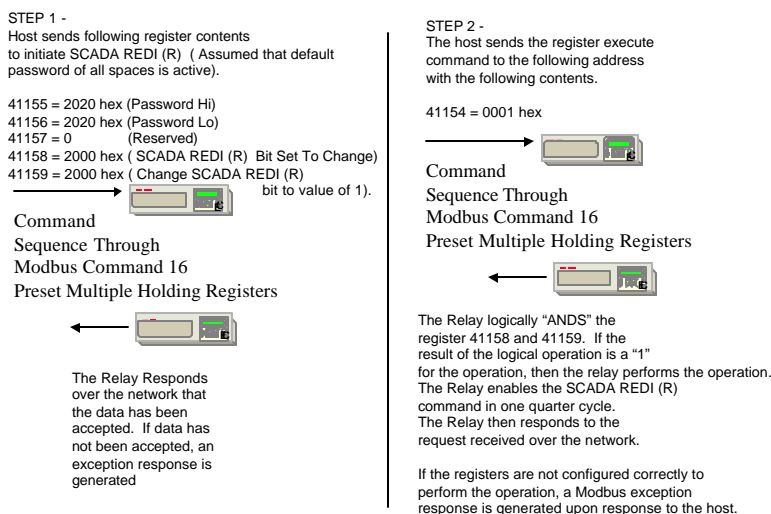 STEP 1 -
Host sends following register contents
to initiate SCADA REDI (R) ( Assumed that default
password of all spaces is active).
41155 = 2020 hex (Password Hi)
41156 = 2020 hex (Password Lo)
41157 = 0 (Reserved)
41158 = 2000 hex ( SCADA REDI (R) Bit Set To Change)
41159 = 2000 hex ( Change SCADA REDI (R)
bit to value of 1).
Command
Sequence Through
Modbus Command 16
Preset Multiple Holding Registers
The Relay Responds
over the network that
the data has been
accepted. If data has
not been accepted, an
exception response is
generated
STEP 2 -
The host sends the register execute
command to the following address
with the following contents.
41154 = 0001 hex
Command
Sequence Through
Modbus Command 16
Preset Multiple Holding Registers
The Relay logically “ANDS” the
register 41158 and 41159. If the
result of the logical operation is a “1”
for the operation, then the relay performs the operation.
The Relay enables the SCADA REDI (R)
command in one quarter cycle.
The Relay then responds to the
request received over the network.
If the registers are not configured correctly to
perform the operation, a Modbus exception
response is generated upon response to the host.